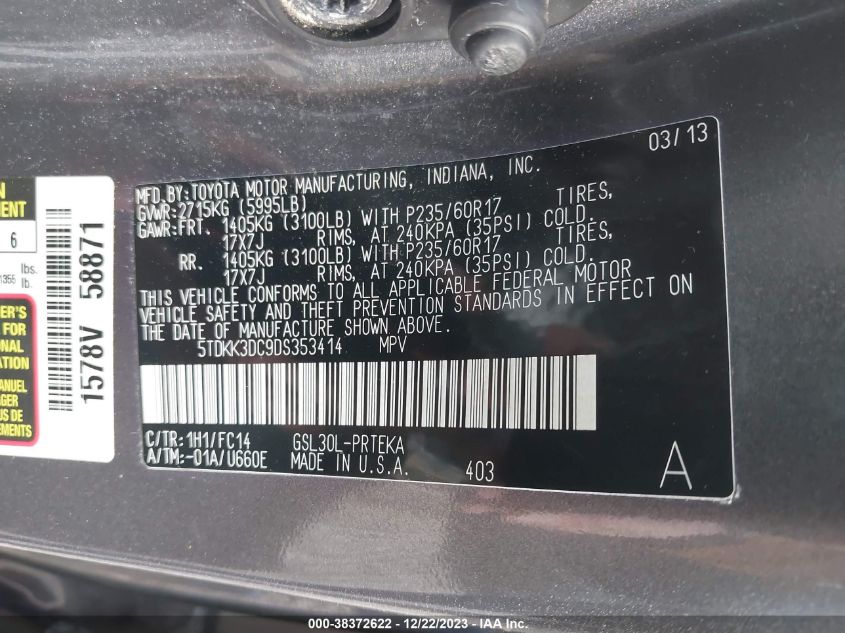 03/13
MFD.BY:TOYOTA MOTOR MANUFACTURING, INDIANA, INC.
GVWR:2715KG (5995LB)
GAWR:FRT. 1405KG (3100LB) WITH P235/60R17 TIRES,
17X7J RIMS, AT 240KPA (35PSI) COLD.
RR. 1405KG (3100LB) WITH P235/60R17 TIRES,
17X7J RIMS, AT 240KPA (35PSI) COLD.
THIS VEHICLE CONFORMS TO ALL APPLICABLE FEDERAL MOTOR
VEHICLE SAFETY AND THEFT PREVENTION STANDARDS IN EFFECT ON
THE DATE OF MANUFACTURE SHOWN ABOVE.
5TDKK3DC9DS353414 MPV
C/TR:1H1/FC14 GSL30L-PRTEKA
A/TM:-01A/U660E MADE IN U.S.A. 403
A
1578V 58871
6
lbs.
1355 lb.
000-38372622 - 12/22/2023 - IAA Inc.